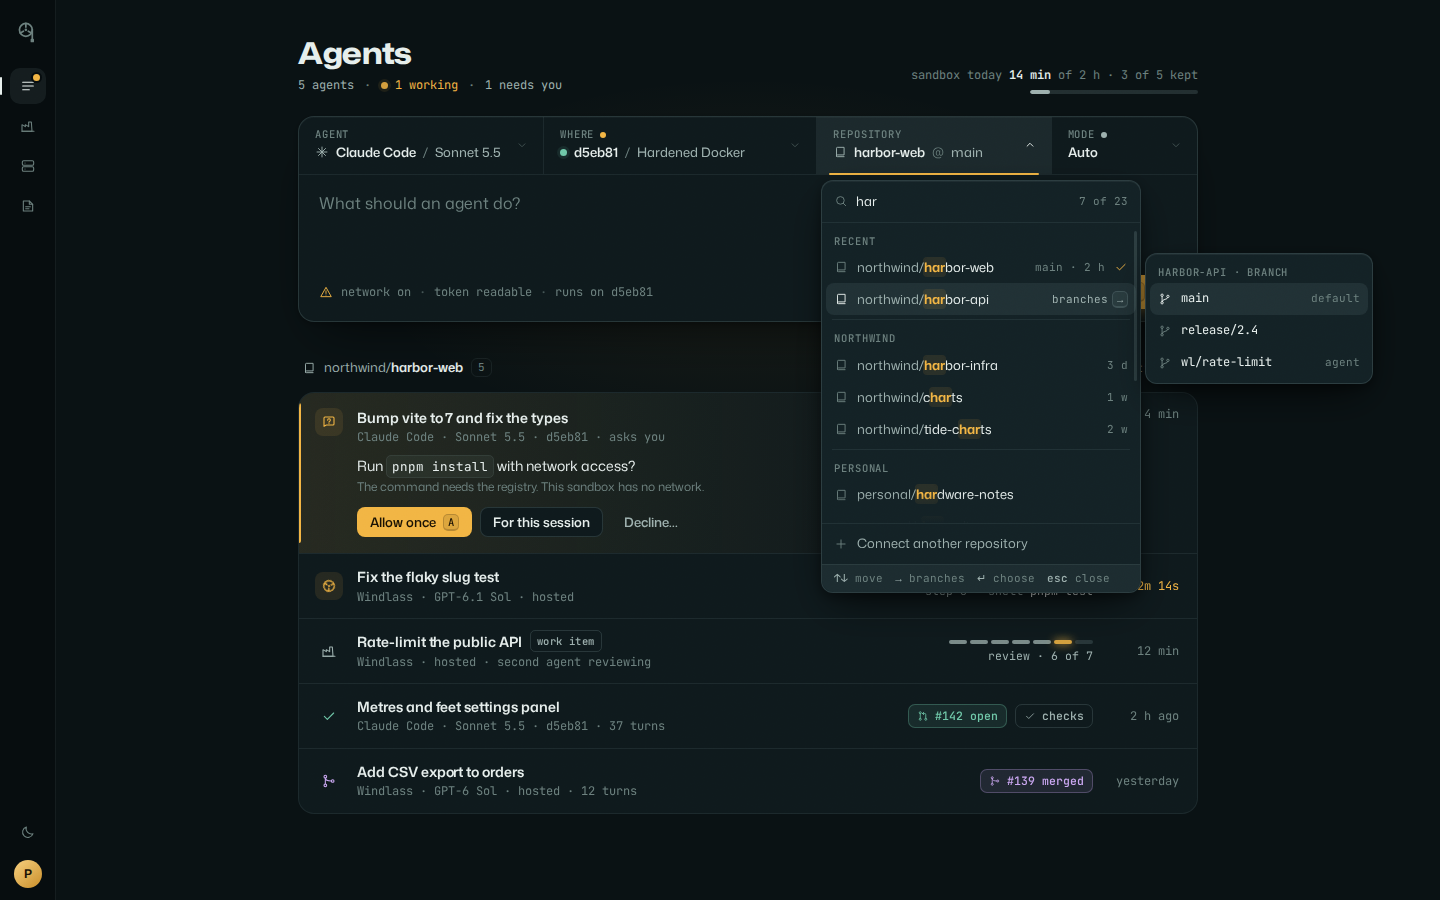 Agents
5 agents · 1 working · 1 needs you
sandbox today 14 min of 2 h · 3 of 5 kept
AGENT
Claude Code / Sonnet 5.5
WHERE
d5eb81 / Hardened Docker
REPOSITORY
harbor-web @ main
MODE
Auto
What should an agent do?
network on · token readable · runs on d5eb81
har
7 of 23
RECENT
northwind/harbor-web main · 2 h
northwind/harbor-api branches →
NORTHWIND
northwind/harbor-infra 3 d
northwind/charts 1 w
northwind/tide-charts 2 w
PERSONAL
personal/hardware-notes
Connect another repository
↑↓ move → branches ↵ choose esc close
HARBOR-API · BRANCH
main default
release/2.4
wl/rate-limit agent
northwind/harbor-web 5
Bump vite to 7 and fix the types
4 min
Claude Code · Sonnet 5.5 · d5eb81 · asks you
Run pnpm install with network access?
The command needs the registry. This sandbox has no network.
Allow once A
For this session
Decline...
Fix the flaky slug test
Windlass · GPT-6.1 Sol · hosted
2m 14s
Rate-limit the public API work item
Windlass · hosted · second agent reviewing
review · 6 of 7
12 min
Metres and feet settings panel
Claude Code · Sonnet 5.5 · d5eb81 · 37 turns
#142 open
checks
2 h ago
Add CSV export to orders
Windlass · GPT-6 Sol · hosted · 12 turns
#139 merged
yesterday
P